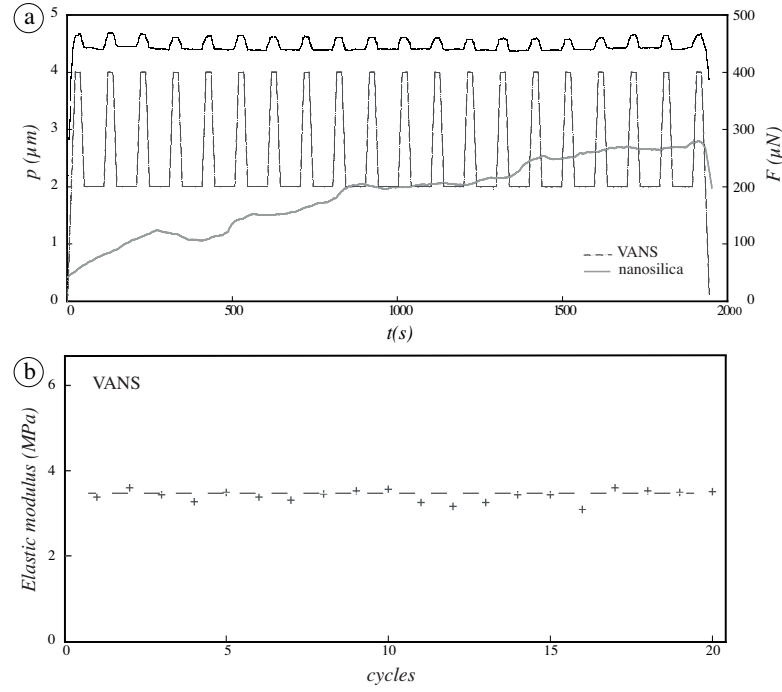 a
5
4
3
2
1
0
p (μm)
500
400
300
200
100
0
F (μN)
VANS
nanosilica
0
500
1000
1500
2000
t(s)
b
VANS
6
4
2
0
Elastic modulus (MPa)
0
5
10
15
20
cycles